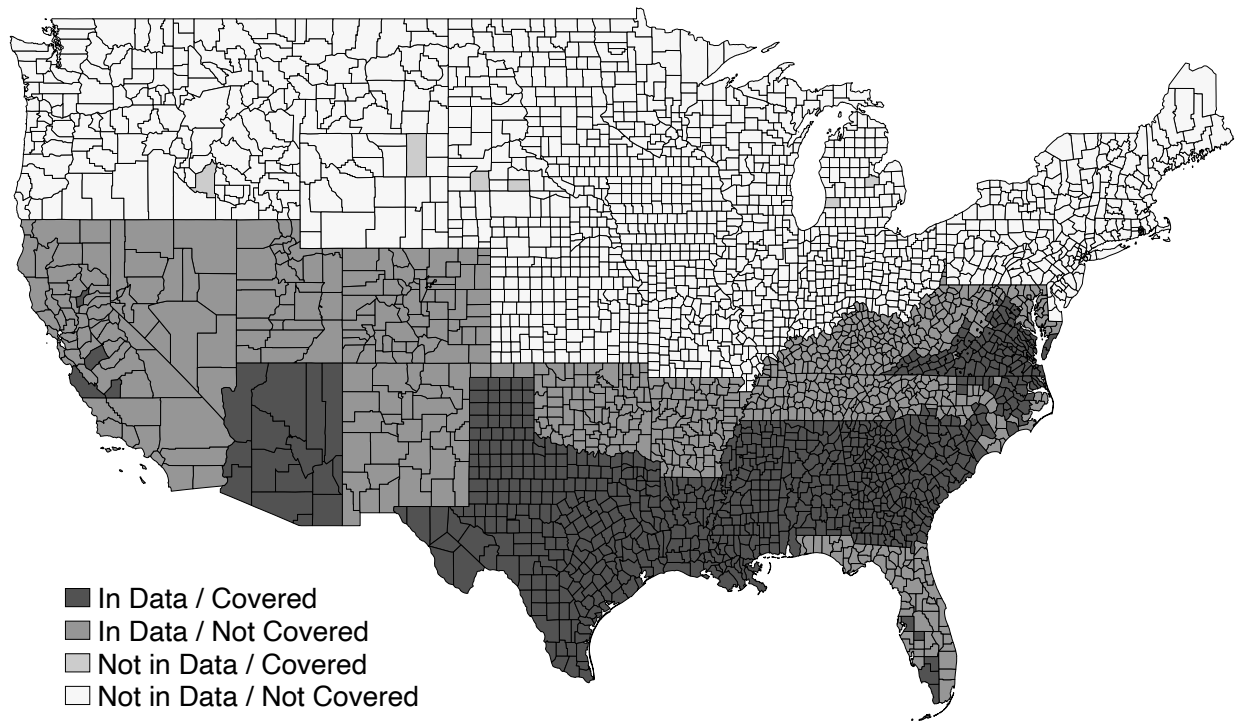 In Data / Covered
In Data / Not Covered
Not in Data / Covered
Not in Data / Not Covered